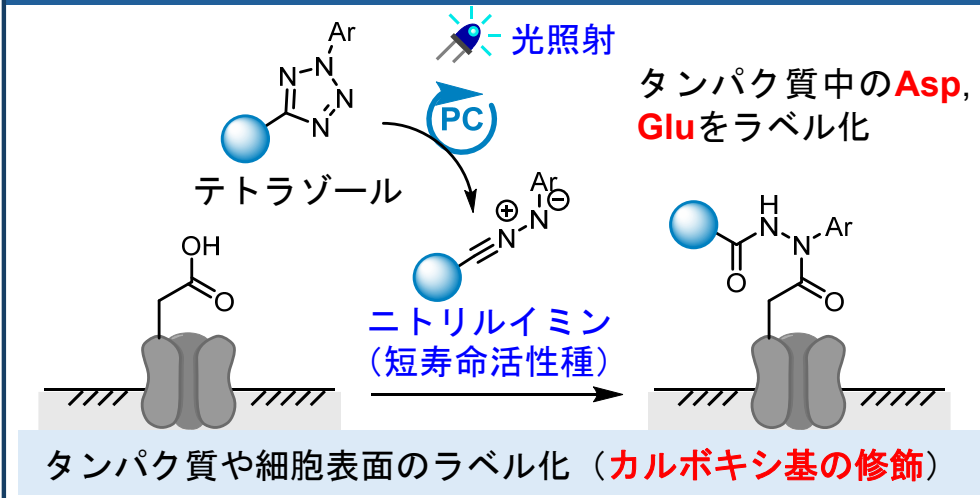 Ar
N
N
N
N
光照射
PC
テトラゾール
タンパク質中のAsp,
Gluをラベル化
Ar
⊕
⊖
N
N
ニトリルイミン
(短寿命活性種)
OH
O
H
N
N
Ar
O
O
タンパク質や細胞表面のラベル化(カルボキシ基の修飾)